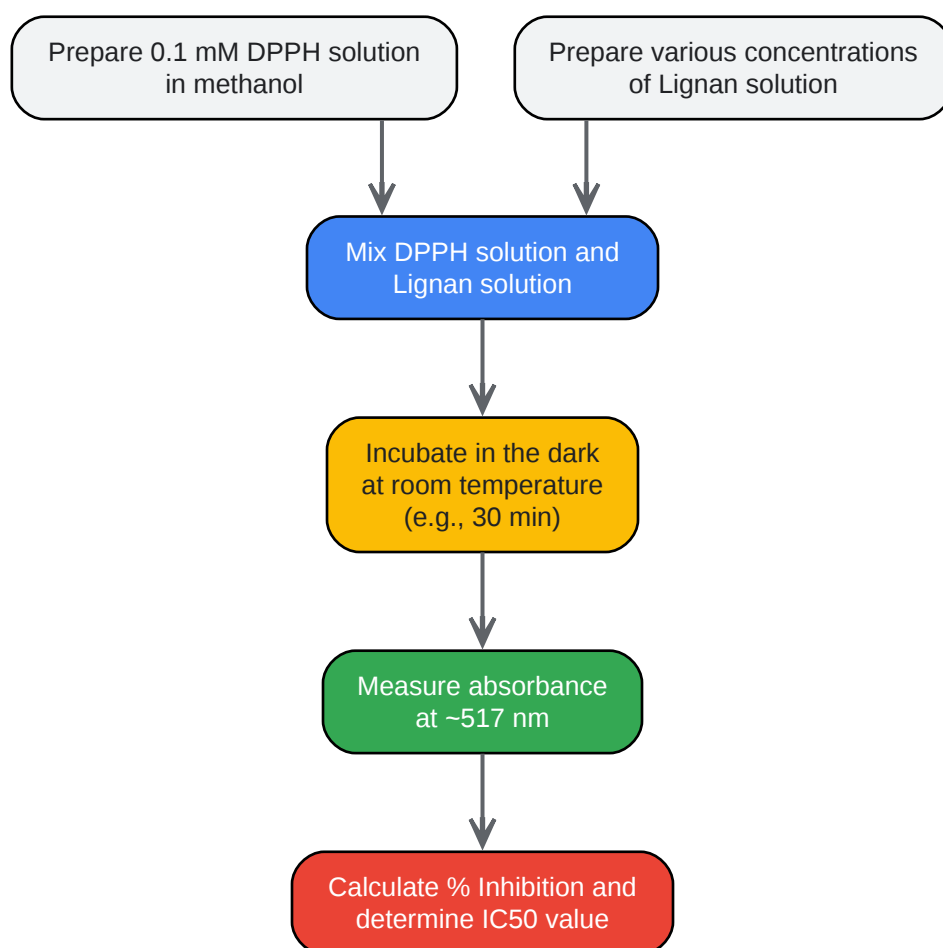 Prepare 0.1 mM DPPH solution
in methanol
Prepare various concentrations
of Lignan solution
Mix DPPH solution and
Lignan solution
Incubate in the dark
at room temperature
(e.g., 30 min)
Measure absorbance
at ~517 nm
Calculate % Inhibition and
determine IC50 value